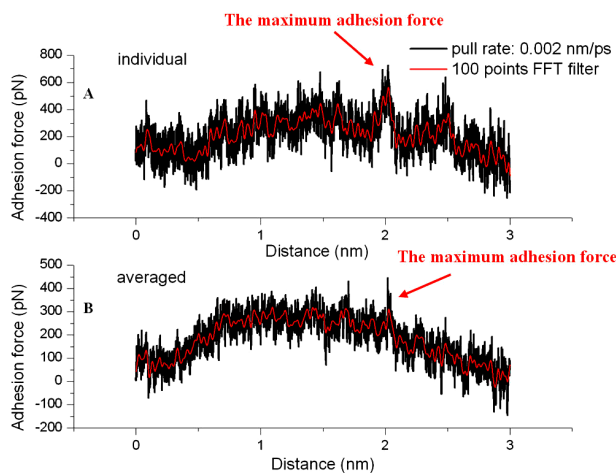 The maximum adhesion force
individual
pull rate: 0.002 nm/ps
100 points FFT filter
A
Adhesion force (pN)
800
600
400
200
0
-200
-400
0
1
2
3
Distance (nm)
averaged
The maximum adhesion force
B
Adhesion force (pN)
500
400
300
200
100
0
-100
-200
0
1
2
3
Distance (nm)